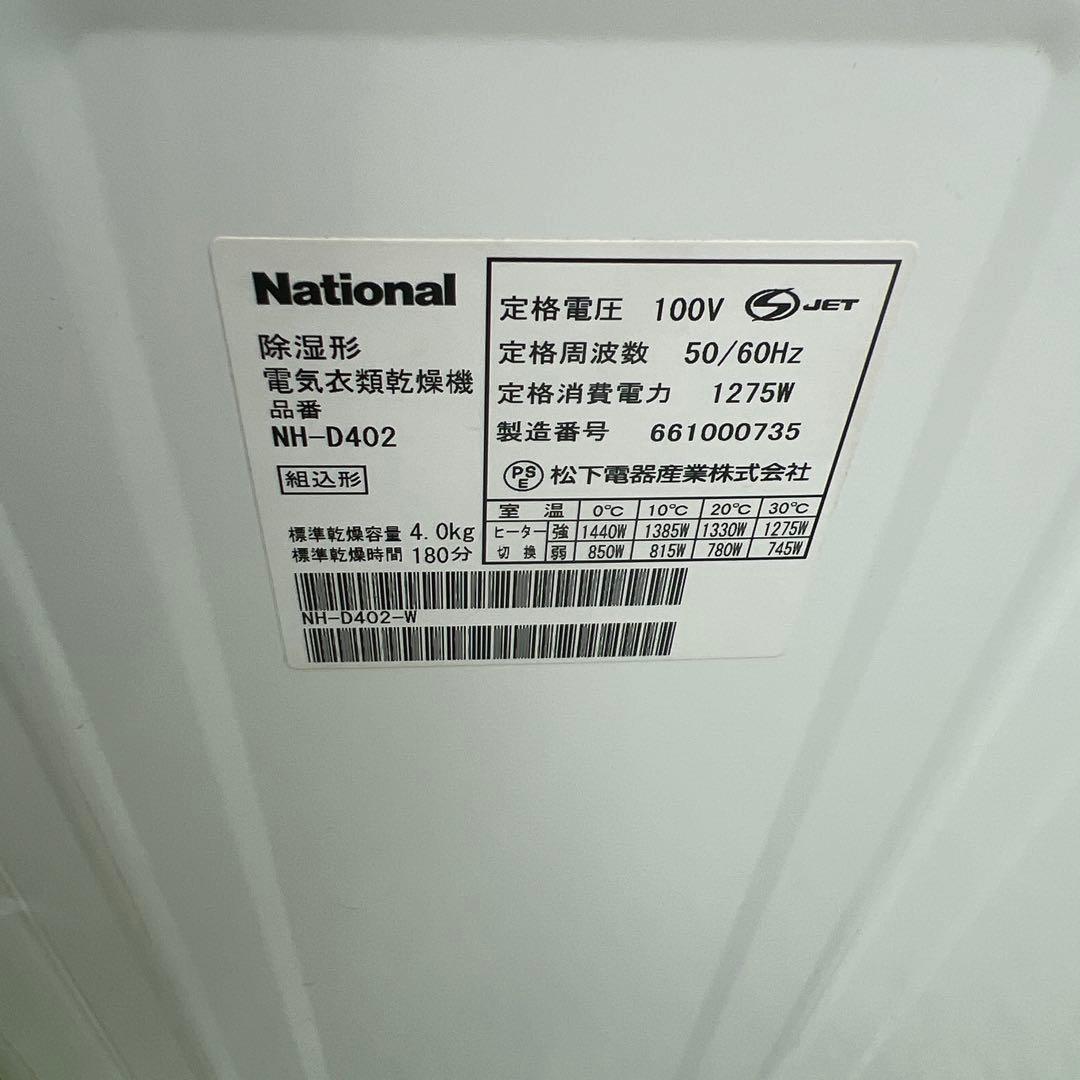 National
除湿形
電気衣類乾燥機
品番
NH-D402
組込形
標準乾燥容量 4.0kg
標準乾燥時間 180分
定格電圧 100V S JET
定格周波数 50/60Hz
定格消費電力 1275W
製造番号 661000735
PSE 松下電器産業株式会社
室温 0℃ 10℃ 20℃ 30℃
ヒーター 強 1440W 1385W 1330W 1275W
切換 弱 850W 815W 780W 745W
NH-D402-W